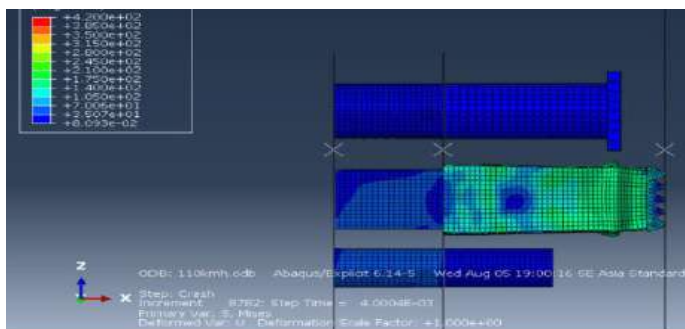 +4.200e+02
+3.850e+02
+3.500e+02
+3.150e+02
+2.800e+02
+2.450e+02
+2.100e+02
+1.750e+02
+1.400e+02
+1.050e+02
+7.005e+01
+3.507e+01
+8.093e-02
Z
X
ODB: 110kmh.odb Abaqus/Explicit 6.14-5 Wed Aug 05 19:00:16 SE Asia Standard
Step: Crash
Increment 8782: Step Time = 4.0004E-03
Primary Var: S, Mises
Deformed Var: U Deformation Scale Factor: +1.000e+00